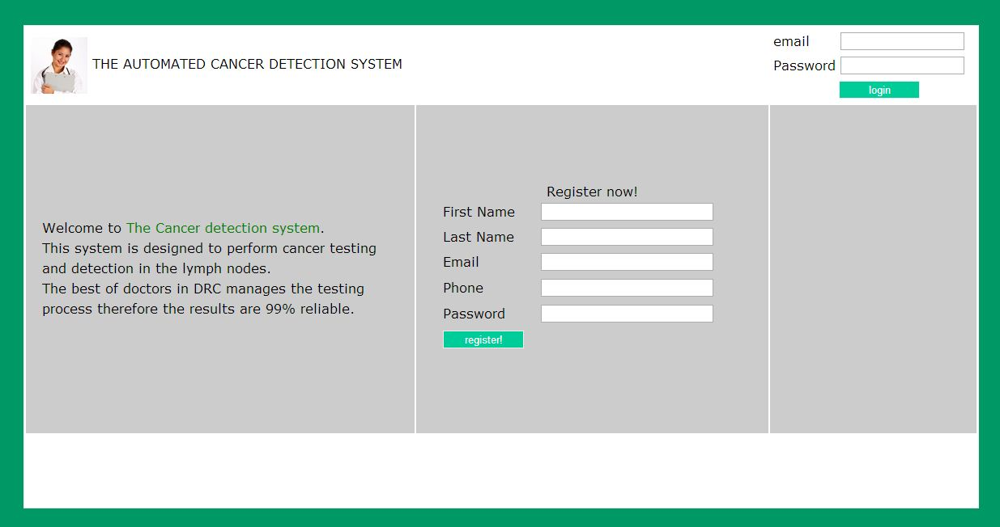 THE AUTOMATED CANCER DETECTION SYSTEM
email
Password
login
Welcome to The Cancer detection system.
This system is designed to perform cancer testing
and detection in the lymph nodes.
The best of doctors in DRC manages the testing
process therefore the results are 99% reliable.
Register now!
First Name
Last Name
Email
Phone
Password
register!